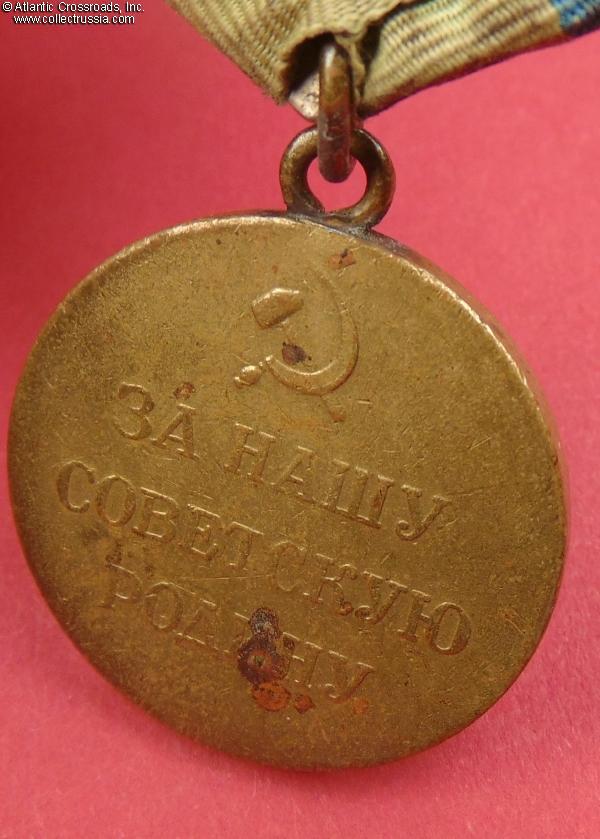 © Atlantic Crossroads, Inc.
www.collectrussia.com
ЗА НАШУ
СОВЕТСКУЮ
РОДИНУ